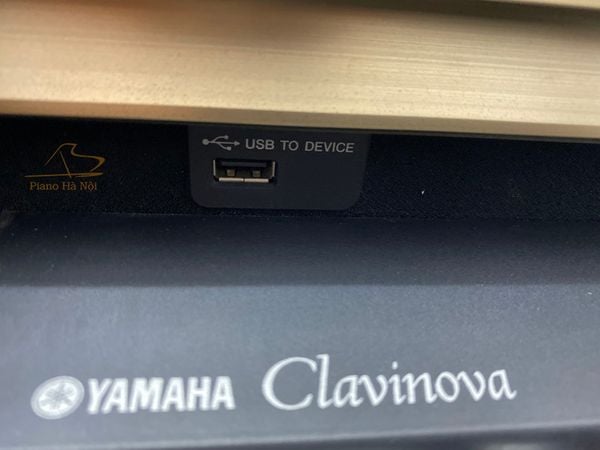 USB TO DEVICE
Piano Hà Nội
YAMAHA Clavinova